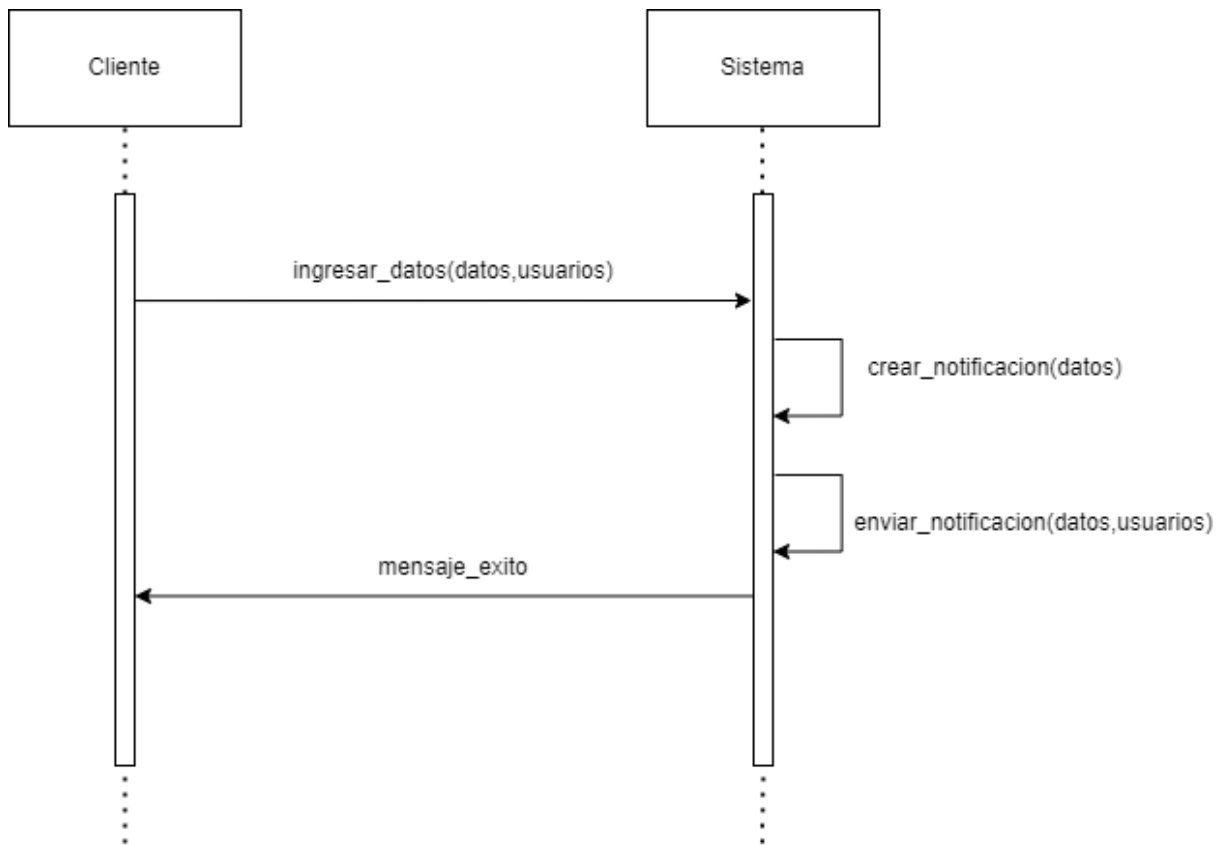 Cliente
Sistema
ingresar_datos(datos,usuarios)
crear_notificacion(datos)
enviar_notificacion(datos,usuarios)
mensaje_exito